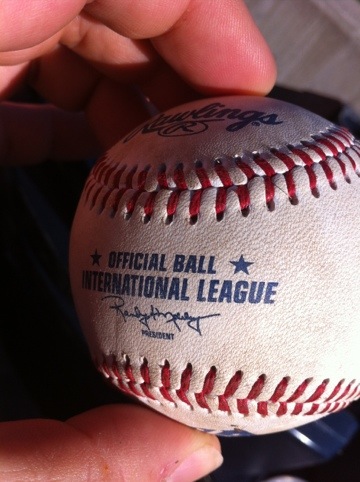 Rawlings
R
★ OFFICIAL BALL ★
INTERNATIONAL LEAGUE
PRESIDENT